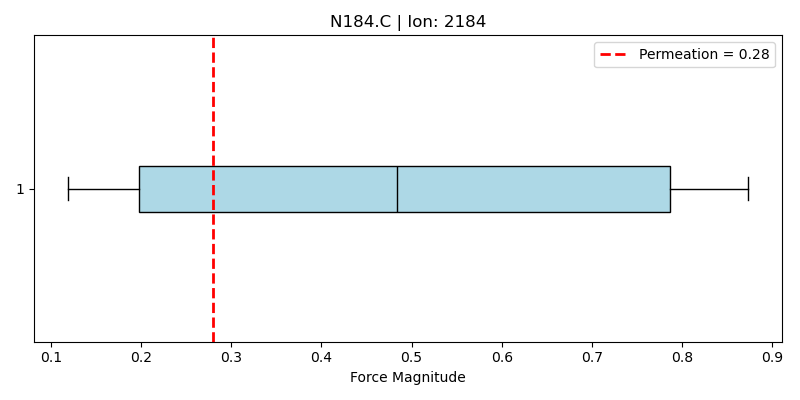 N184.C | Ion: 2184
Permeation = 0.28
1
0.1 0.2 0.3 0.4 0.5 0.6 0.7 0.8 0.9
Force Magnitude